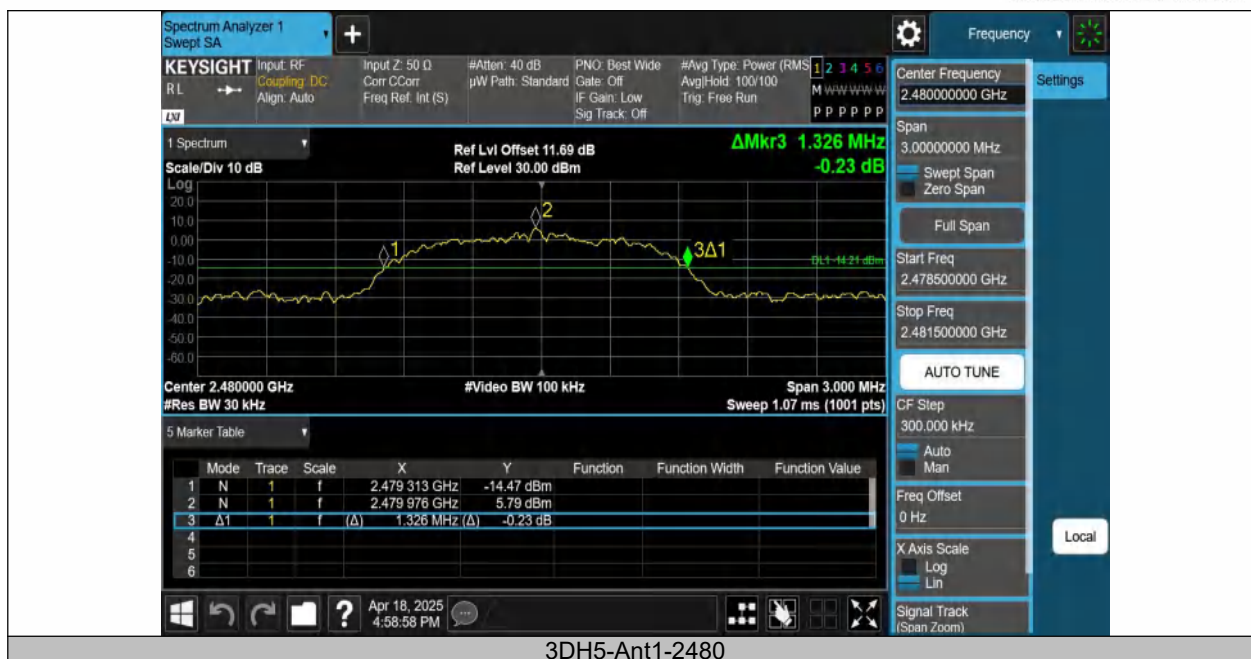 Spectrum Analyzer 1
Swept SA
+
Frequency
KEYSIGHT
RL
LXI
Input: RF
Coupling: DC
Align: Auto
Input Z: 50 Ω
Corr CCorr
Freq Ref: Int (S)
#Atten: 40 dB
µW Path: Standard
PNO: Best Wide
Gate: Off
IF Gain: Low
Sig Track: Off
#Avg Type: Power (RMS
Avg|Hold: 100/100
Trig: Free Run
1 2 3 4 5 6
M W W W W W
P P P P P P
Center Frequency
2.480000000 GHz
Settings
Span
3.00000000 MHz
Swept Span
Zero Span
Full Span
Start Freq
2.478500000 GHz
Stop Freq
2.481500000 GHz
AUTO TUNE
CF Step
300.000 kHz
Auto
Man
Freq Offset
0 Hz
X Axis Scale
Log
Lin
Signal Track
(Span Zoom)
Local
1 Spectrum
Scale/Div 10 dB
Ref Lvl Offset 11.69 dB
Ref Level 30.00 dBm
ΔMkr3 1.326 MHz
-0.23 dB
Log
20.0
10.0
0.00
-10.0
-20.0
-30.0
-40.0
-50.0
-60.0
1
2
3Δ1
DL1 -14.21 dBm
Center 2.480000 GHz
#Video BW 100 kHz
Span 3.000 MHz
#Res BW 30 kHz
Sweep 1.07 ms (1001 pts)
5 Marker Table
Mode Trace Scale X Y Function Function Width Function Value
1 N 1 f 2.479 313 GHz -14.47 dBm
2 N 1 f 2.479 976 GHz 5.79 dBm
3 Δ1 1 f (Δ) 1.326 MHz (Δ) -0.23 dB
4
5
6
?
Apr 18, 2025
4:58:58 PM
3DH5-Ant1-2480